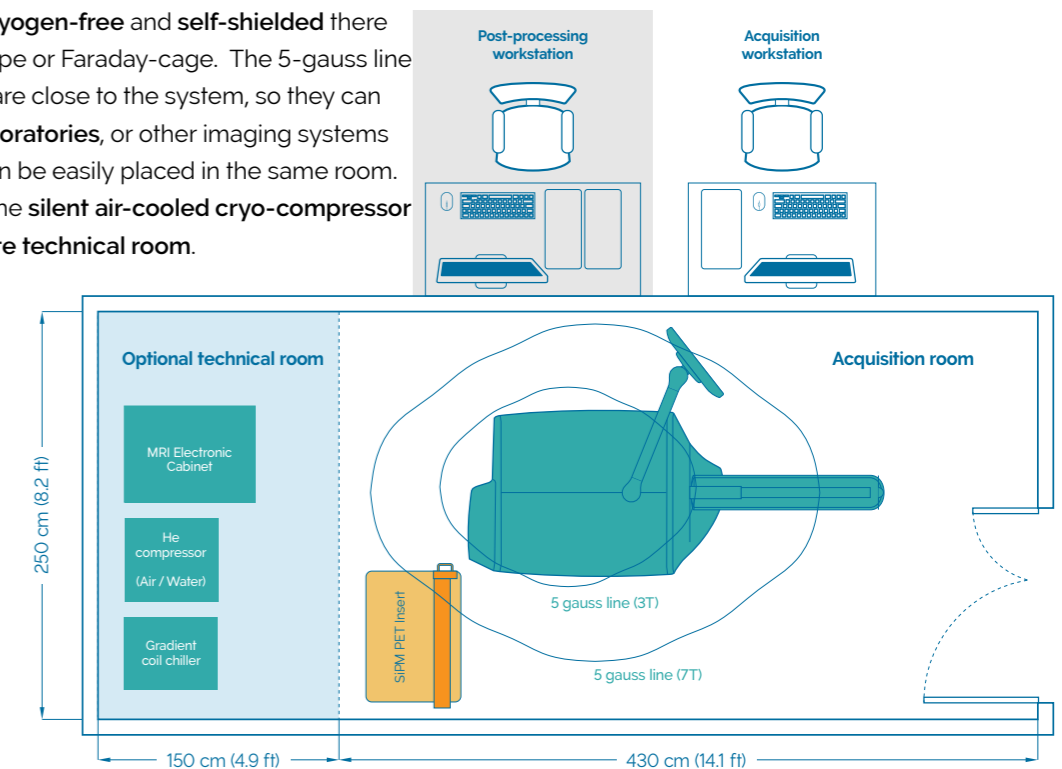 yogen-free and self-shielded there
pe or Faraday-cage. The 5-gauss line
are close to the system, so they can
oratories, or other imaging systems
n be easily placed in the same room.
ne silent air-cooled cryo-compressor
te technical room.
Post-processing
workstation
Acquisition
workstation
Optional technical room
Acquisition room
MRI Electronic
Cabinet
He
compressor
(Air / Water)
Gradient
coil chiller
250 cm (8.2 ft)
SiPM PET Insert
5 gauss line (3T)
5 gauss line (7T)
150 cm (4.9 ft)
430 cm (14.1 ft)